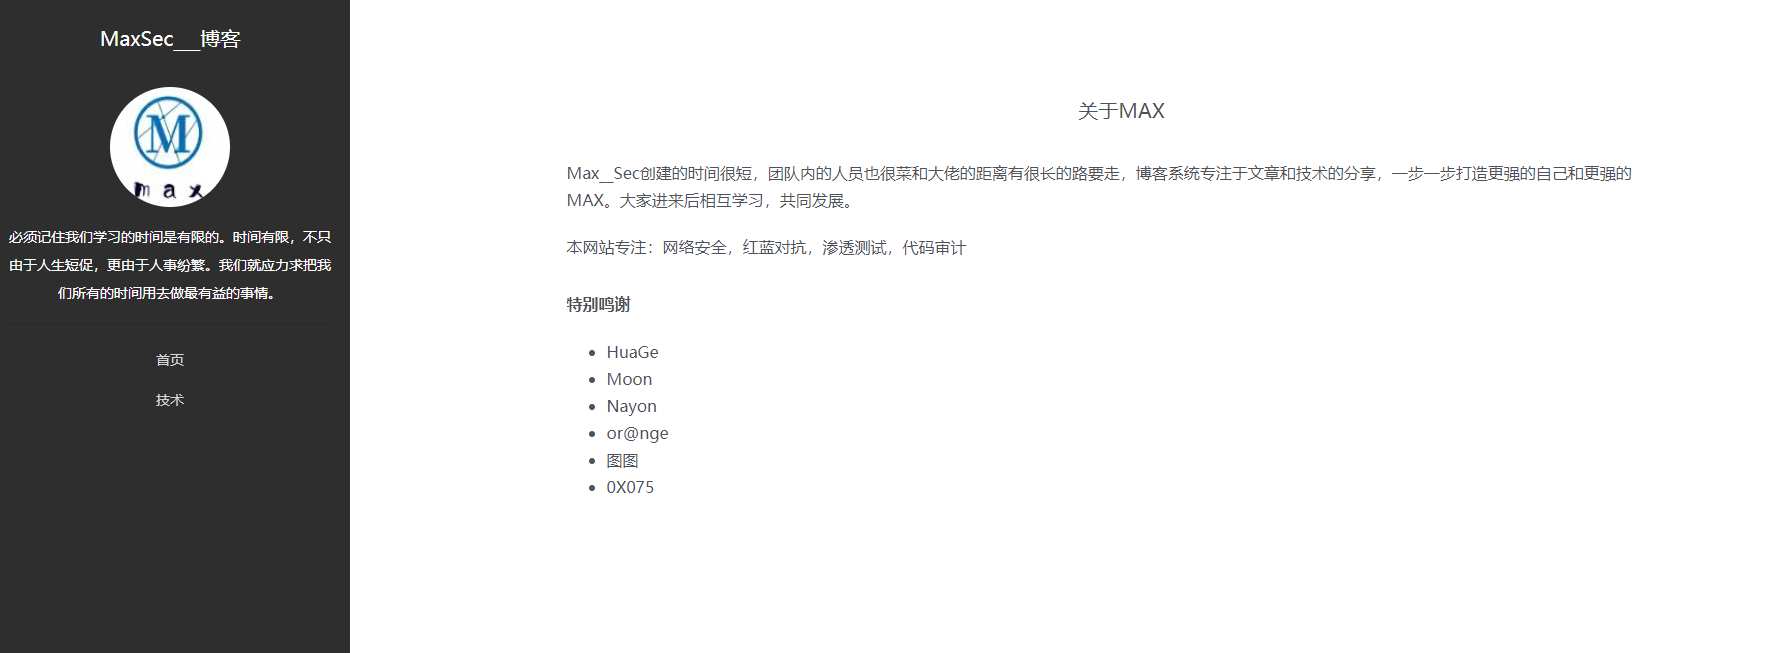 MaxSec___博客
M
max
必须记住我们学习的时间是有限的。时间有限，不只
由于人生短促，更由于人事纷繁。我们就应力求把我
们所有的时间用去做最有益的事情。
首页
技术
关于MAX
Max__Sec创建的时间很短，团队内的人员也很菜和大佬的距离有很长的路要走，博客系统专注于文章和技术的分享，一步一步打造更强的自己和更强的
MAX。大家进来后相互学习，共同发展。
本网站专注：网络安全，红蓝对抗，渗透测试，代码审计
特别鸣谢
HuaGe
Moon
Nayon
or@nge
图图
0X075